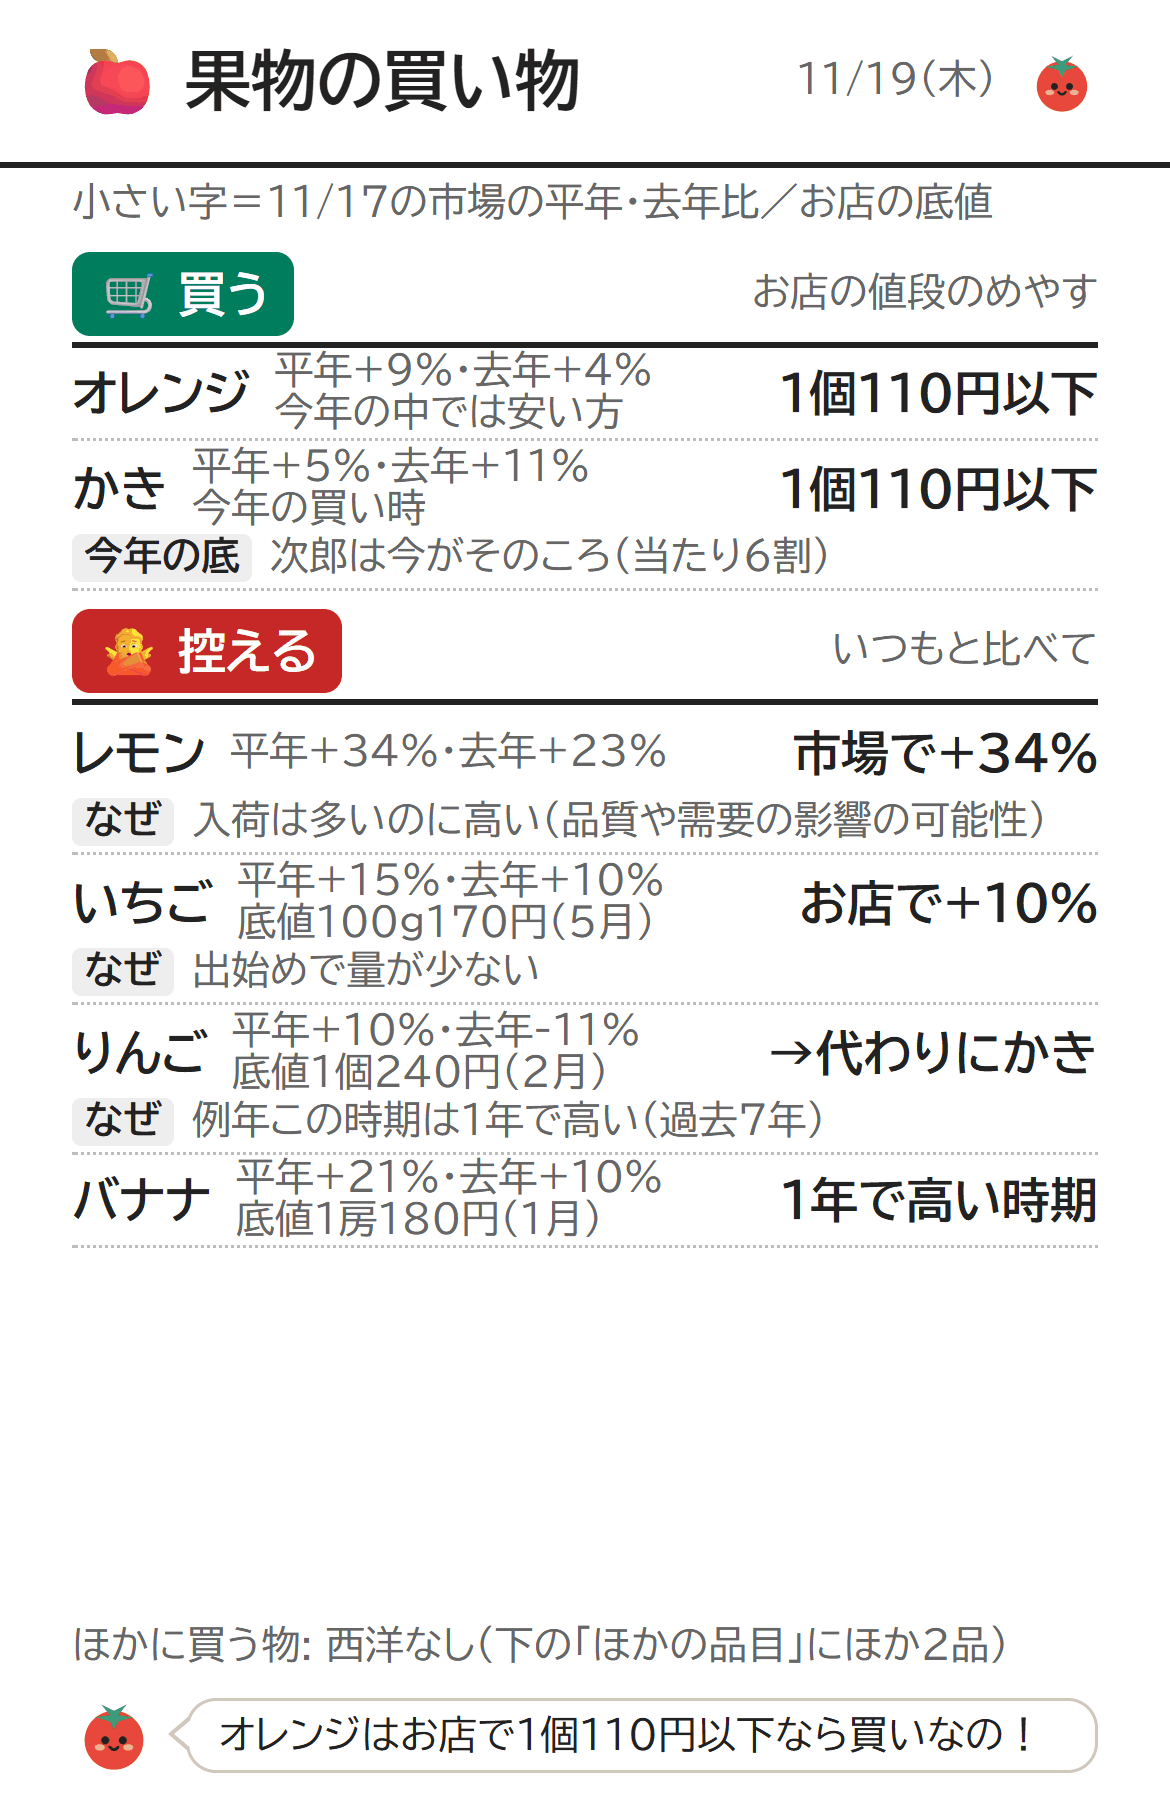 果物の買い物
11/19(木)
小さい字=11/17の市場の平年・去年比／お店の底値
買う
お店の値段のめやす
オレンジ
平年+9%・去年+4%
今年の中では安い方
1個110円以下
かき
平年+5%・去年+11%
今年の買い時
1個110円以下
今年の底 次郎は今がそのころ(当たり6割)
控える
いつもと比べて
レモン 平年+34%・去年+23% 市場で+34%
なぜ 入荷は多いのに高い(品質や需要の影響の可能性)
いちご
平年+15%・去年+10%
底値100g170円(5月)
お店で+10%
なぜ 出始めで量が少ない
りんご
平年+10%・去年-11%
底値1個240円(2月)
→代わりにかき
なぜ 例年この時期は1年で高い(過去7年)
バナナ
平年+21%・去年+10%
底値1房180円(1月)
1年で高い時期
ほかに買う物: 西洋なし(下の「ほかの品目」にほか2品)
オレンジはお店で1個110円以下なら買いなの！